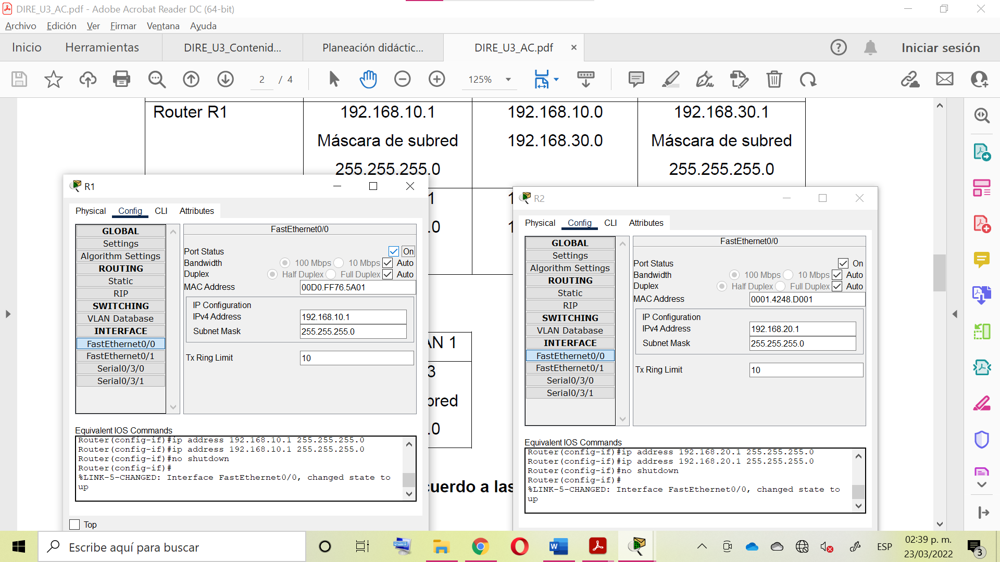 DIRE_U3_AC.pdf - Adobe Acrobat Reader DC (64-bit)
Archivo Edición Ver Firmar Ventana Ayuda
Inicio Herramientas DIRE_U3_Contenid... Planeación didáctic... DIRE_U3_AC.pdf × Iniciar sesión
2 / 4 125%
Router R1 192.168.10.1 192.168.10.0 192.168.30.1
Máscara de subred 192.168.30.0 Máscara de subred
255.255.255.0 255.255.255.0
R1
Physical Config CLI Attributes
GLOBAL
Settings
Algorithm Settings
ROUTING
Static
RIP
SWITCHING
VLAN Database
INTERFACE
FastEthernet0/0
FastEthernet0/1
Serial0/3/0
Serial0/3/1
FastEthernet0/0
Port Status On
Bandwidth 100 Mbps 10 Mbps Auto
Duplex Half Duplex Full Duplex Auto
MAC Address 00D0.FF76.5A01
IP Configuration
IPv4 Address 192.168.10.1
Subnet Mask 255.255.255.0
Tx Ring Limit 10
Equivalent IOS Commands
Router(config-if)#ip address 192.168.10.1 255.255.255.0
Router(config-if)#ip address 192.168.10.1 255.255.255.0
Router(config-if)#no shutdown
Router(config-if)#
%LINK-5-CHANGED: Interface FastEthernet0/0, changed state to
up
Top
1 1
.0 1
AN 1
3
bred
.0
cuerdo a las
R2
Physical Config CLI Attributes
GLOBAL
Settings
Algorithm Settings
ROUTING
Static
RIP
SWITCHING
VLAN Database
INTERFACE
FastEthernet0/0
FastEthernet0/1
Serial0/3/0
Serial0/3/1
FastEthernet0/0
Port Status On
Bandwidth 100 Mbps 10 Mbps Auto
Duplex Half Duplex Full Duplex Auto
MAC Address 0001.4248.D001
IP Configuration
IPv4 Address 192.168.20.1
Subnet Mask 255.255.255.0
Tx Ring Limit 10
Equivalent IOS Commands
Router(config-if)#ip address 192.168.20.1 255.255.255.0
Router(config-if)#ip address 192.168.20.1 255.255.255.0
Router(config-if)#no shutdown
Router(config-if)#
%LINK-5-CHANGED: Interface FastEthernet0/0, changed state to
up
Escribe aquí para buscar
ESP
02:39 p. m.
23/03/2022
3